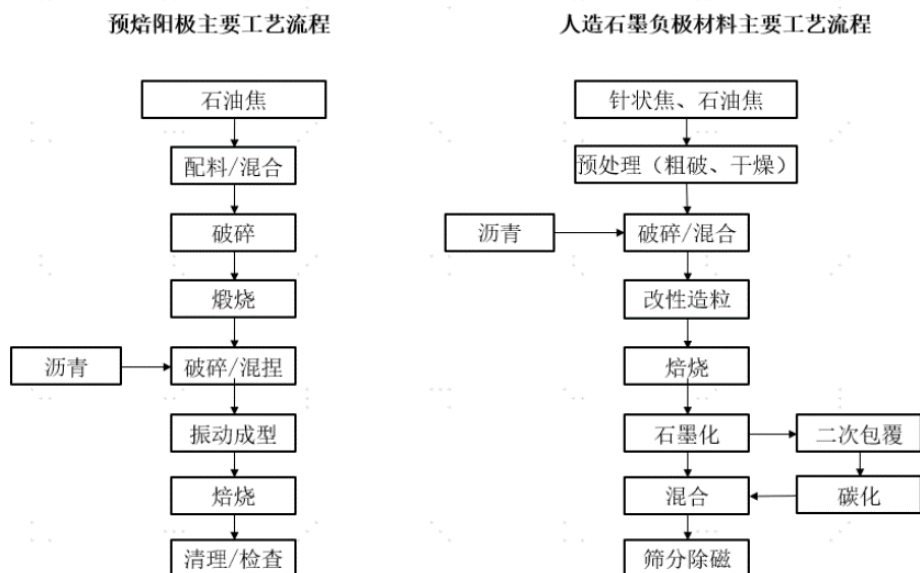 预焙阳极主要工艺流程
石油焦
配料/混合
破碎
煅烧
沥青
破碎/混捏
振动成型
焙烧
清理/检查
人造石墨负极材料主要工艺流程
针状焦、石油焦
预处理（粗破、干燥）
沥青
破碎/混合
改性造粒
焙烧
石墨化
二次包覆
混合
碳化
筛分除磁